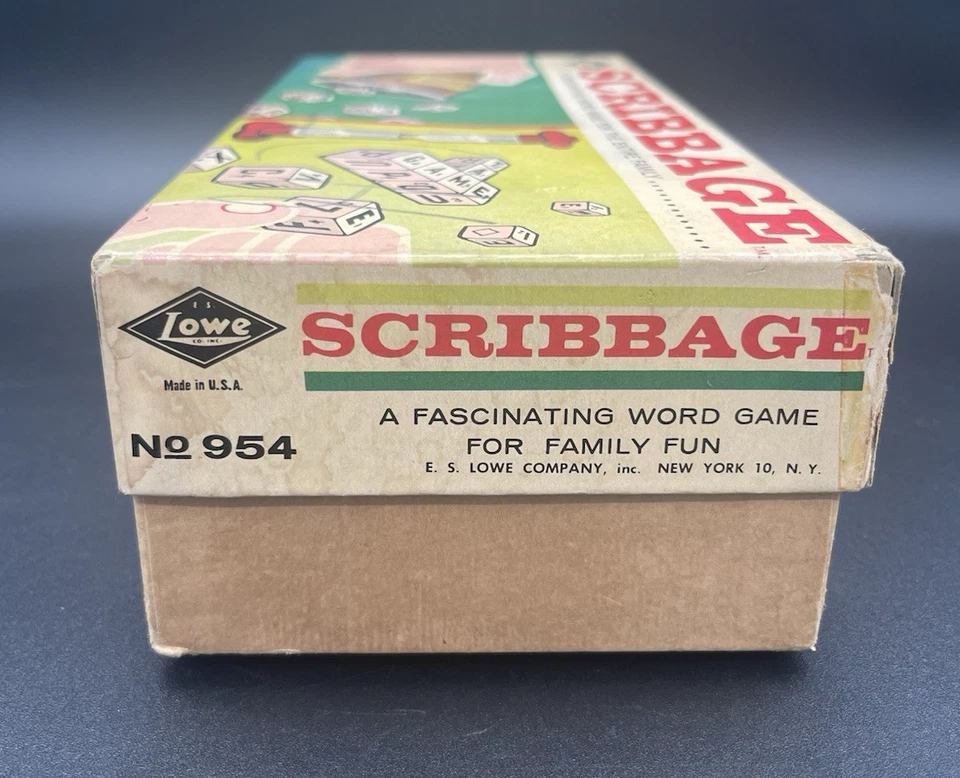 SCRIBBAGE
E. S.
Lowe
CO. INC.
Made in U.S.A.
No 954
SCRIBBAGE
A FASCINATING WORD GAME
FOR FAMILY FUN
E. S. LOWE COMPANY, inc. NEW YORK 10, N. Y.